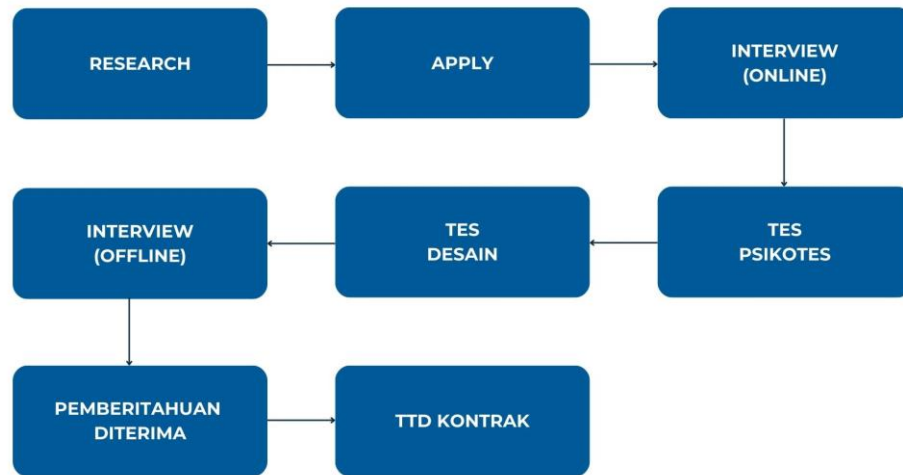 RESEARCH
APPLY
INTERVIEW
(ONLINE)
TES
PSIKOTES
TES
DESAIN
INTERVIEW
(OFFLINE)
PEMBERITAHUAN
DITERIMA
TTD KONTRAK